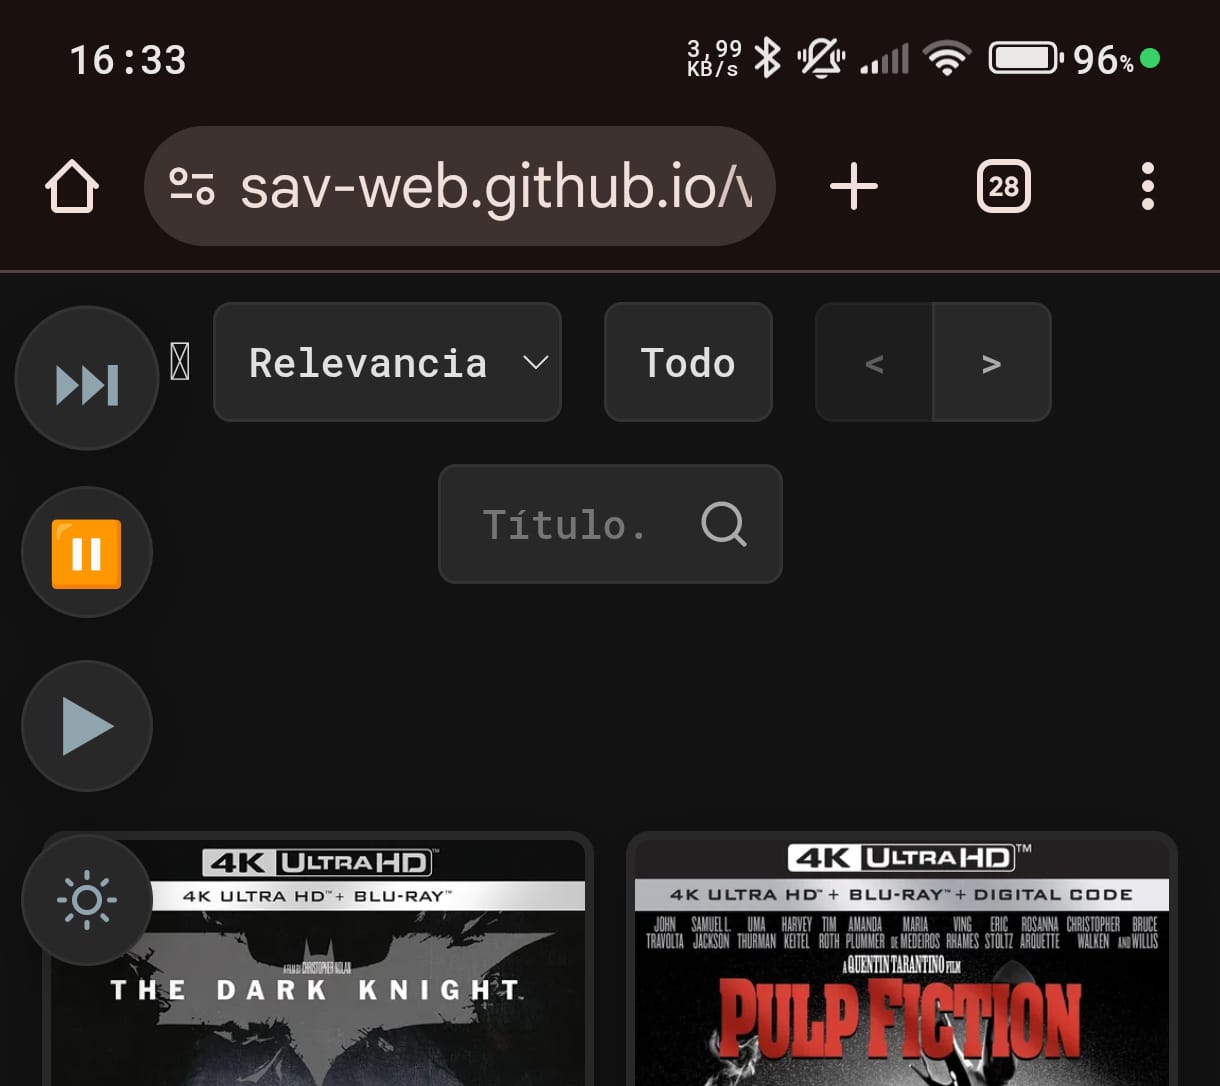 16:33
3,99
KB/s
96%
sav-web.github.io/v
28
Relevancia
Todo
<
>
Título.
4K ULTRA HD™
4K ULTRA HD™ + BLU-RAY™
A FILM BY CHRISTOPHER NOLAN
THE DARK KNIGHT™
4K ULTRA HD™
4K ULTRA HD™ + BLU-RAY™ + DIGITAL CODE
JOHN TRAVOLTA SAMUEL L. JACKSON UMA THURMAN HARVEY KEITEL TIM ROTH AMANDA PLUMMER MARIA DE MEDEIROS VING RHAMES ERIC STOLTZ ROSANNA ARQUETTE CHRISTOPHER WALKEN AND BRUCE WILLIS
A QUENTIN TARANTINO FILM
PULP FICTION